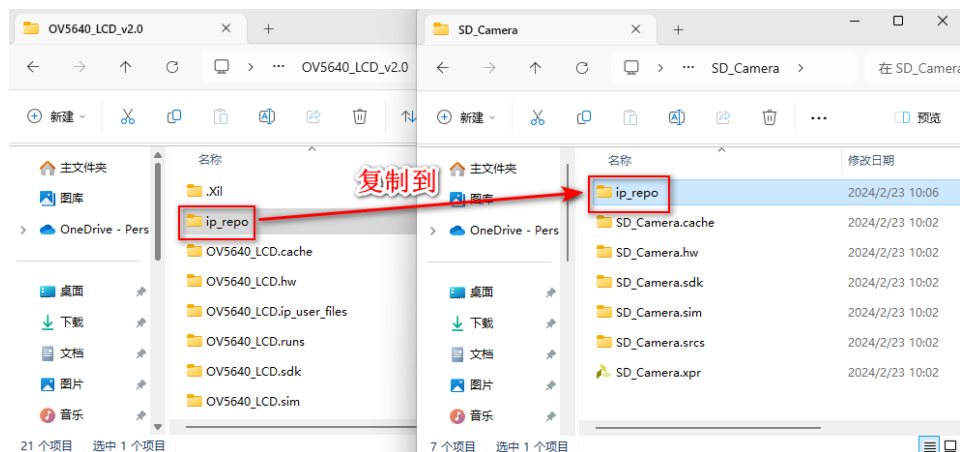 OV5640_LCD_v2.0
OV5640_LCD_v2.0
新建
主文件夹
图库
OneDrive - Pers
桌面
下载
文档
图片
音乐
名称
.Xil
ip_repo
OV5640_LCD.cache
OV5640_LCD.hw
OV5640_LCD.ip_user_files
OV5640_LCD.runs
OV5640_LCD.sdk
OV5640_LCD.sim
21 个项目 选中 1 个项目
复制到
SD_Camera
SD_Camera
在 SD_Camera
新建
预览
主文件夹
图库
OneDrive - Pers
桌面
下载
文档
图片
音乐
名称 修改日期
ip_repo 2024/2/23 10:06
SD_Camera.cache 2024/2/23 10:02
SD_Camera.hw 2024/2/23 10:02
SD_Camera.sdk 2024/2/23 10:02
SD_Camera.sim 2024/2/23 10:02
SD_Camera.srcs 2024/2/23 10:02
SD_Camera.xpr 2024/2/23 10:02
7 个项目 选中 1 个项目